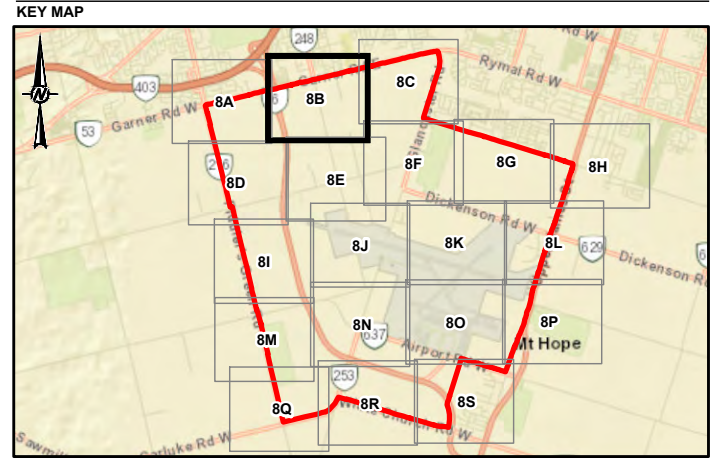 KEY MAP
N
248
403
Rymal Rd W
8A
8B
8C
53
Garner Rd W
8D
8E
8F
8G
8H
Dickenson Rd W
629
Dickenson Rd
8I
8J
8K
8L
8M
8N
637
8O
8P
Airport Rd W
Mt Hope
253
8Q
8R
8S
Carluke Rd W